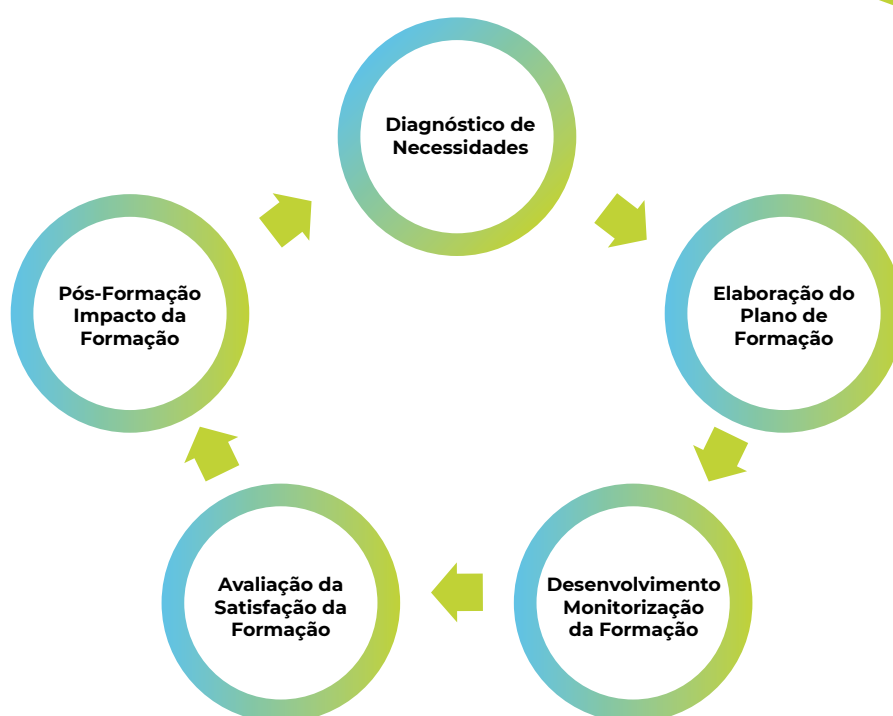 Diagnóstico de
Necessidades
Elaboração do
Plano de
Formação
Desenvolvimento
Monitorização
da Formação
Avaliação da
Satisfação da
Formação
Pós-Formação
Impacto da
Formação